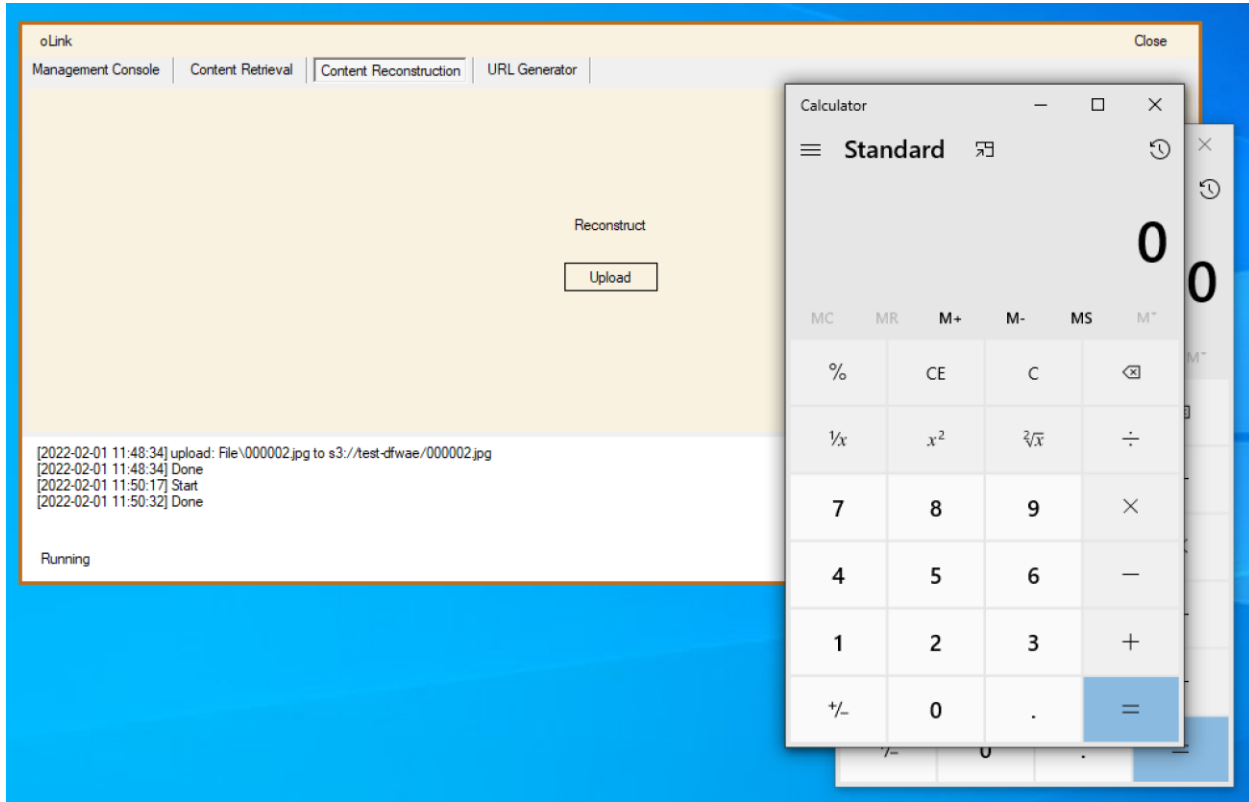 oLink Close
Management Console Content Retrieval Content Reconstruction URL Generator
Reconstruct
Upload
[2022-02-01 11:48:34] upload: File\000002.jpg to s3://test-dfwae/000002.jpg
[2022-02-01 11:48:34] Done
[2022-02-01 11:50:17] Start
[2022-02-01 11:50:32] Done
Running
Calculator
Standard
0
MC MR M+ M- MS M˅
% CE C
¹/x x² ²√x ÷
7 8 9 ×
4 5 6 −
1 2 3 +
+/− 0 . =
0
M˅
+/− 0 . =